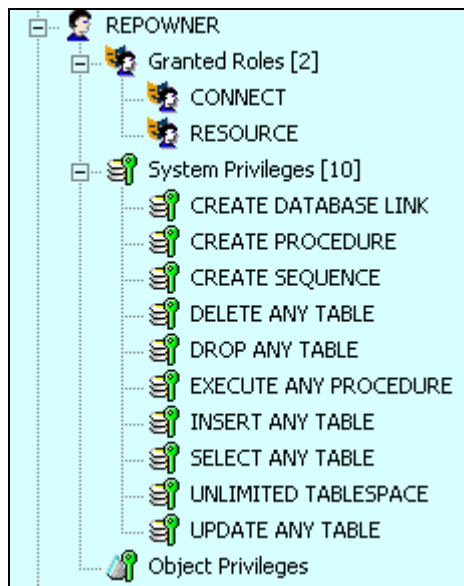 REPOWNER
Granted Roles [2]
CONNECT
RESOURCE
System Privileges [10]
CREATE DATABASE LINK
CREATE PROCEDURE
CREATE SEQUENCE
DELETE ANY TABLE
DROP ANY TABLE
EXECUTE ANY PROCEDURE
INSERT ANY TABLE
SELECT ANY TABLE
UNLIMITED TABLESPACE
UPDATE ANY TABLE
Object Privileges